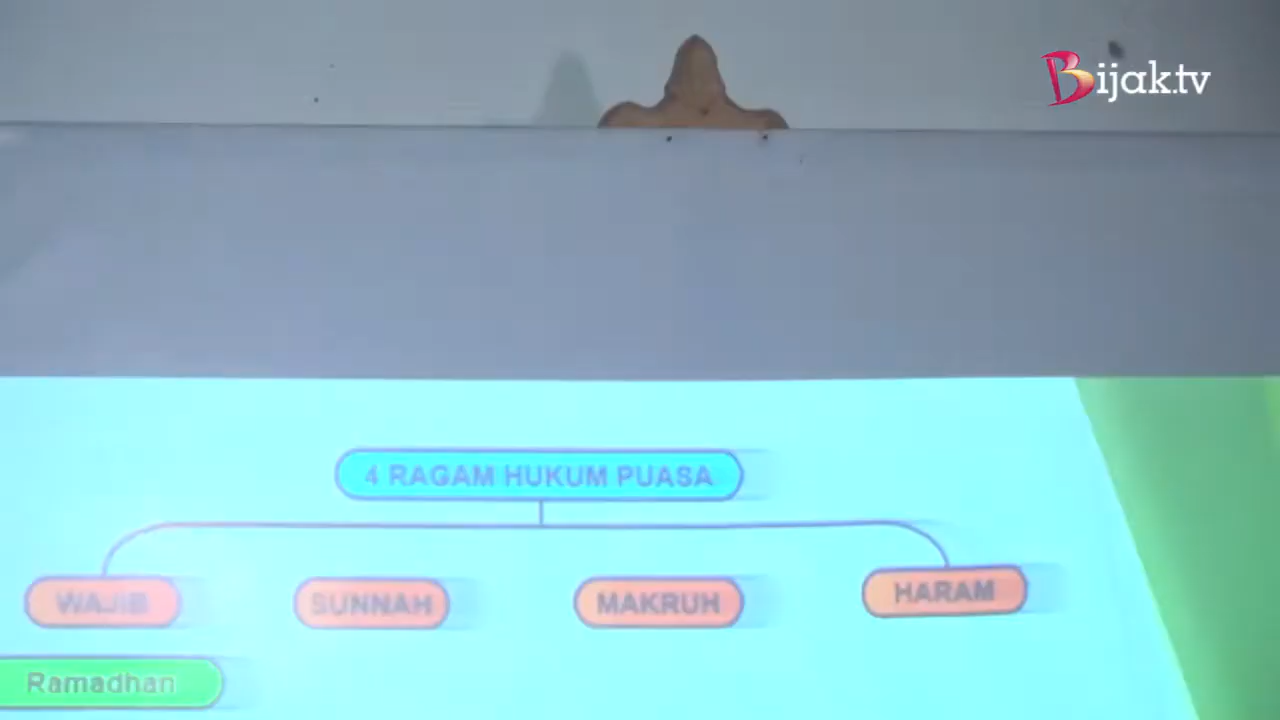 Bijak.tv
4 RAGAM HUKUM PUASA
WAJIB
SUNNAH
MAKRUH
HARAM
Ramadhan